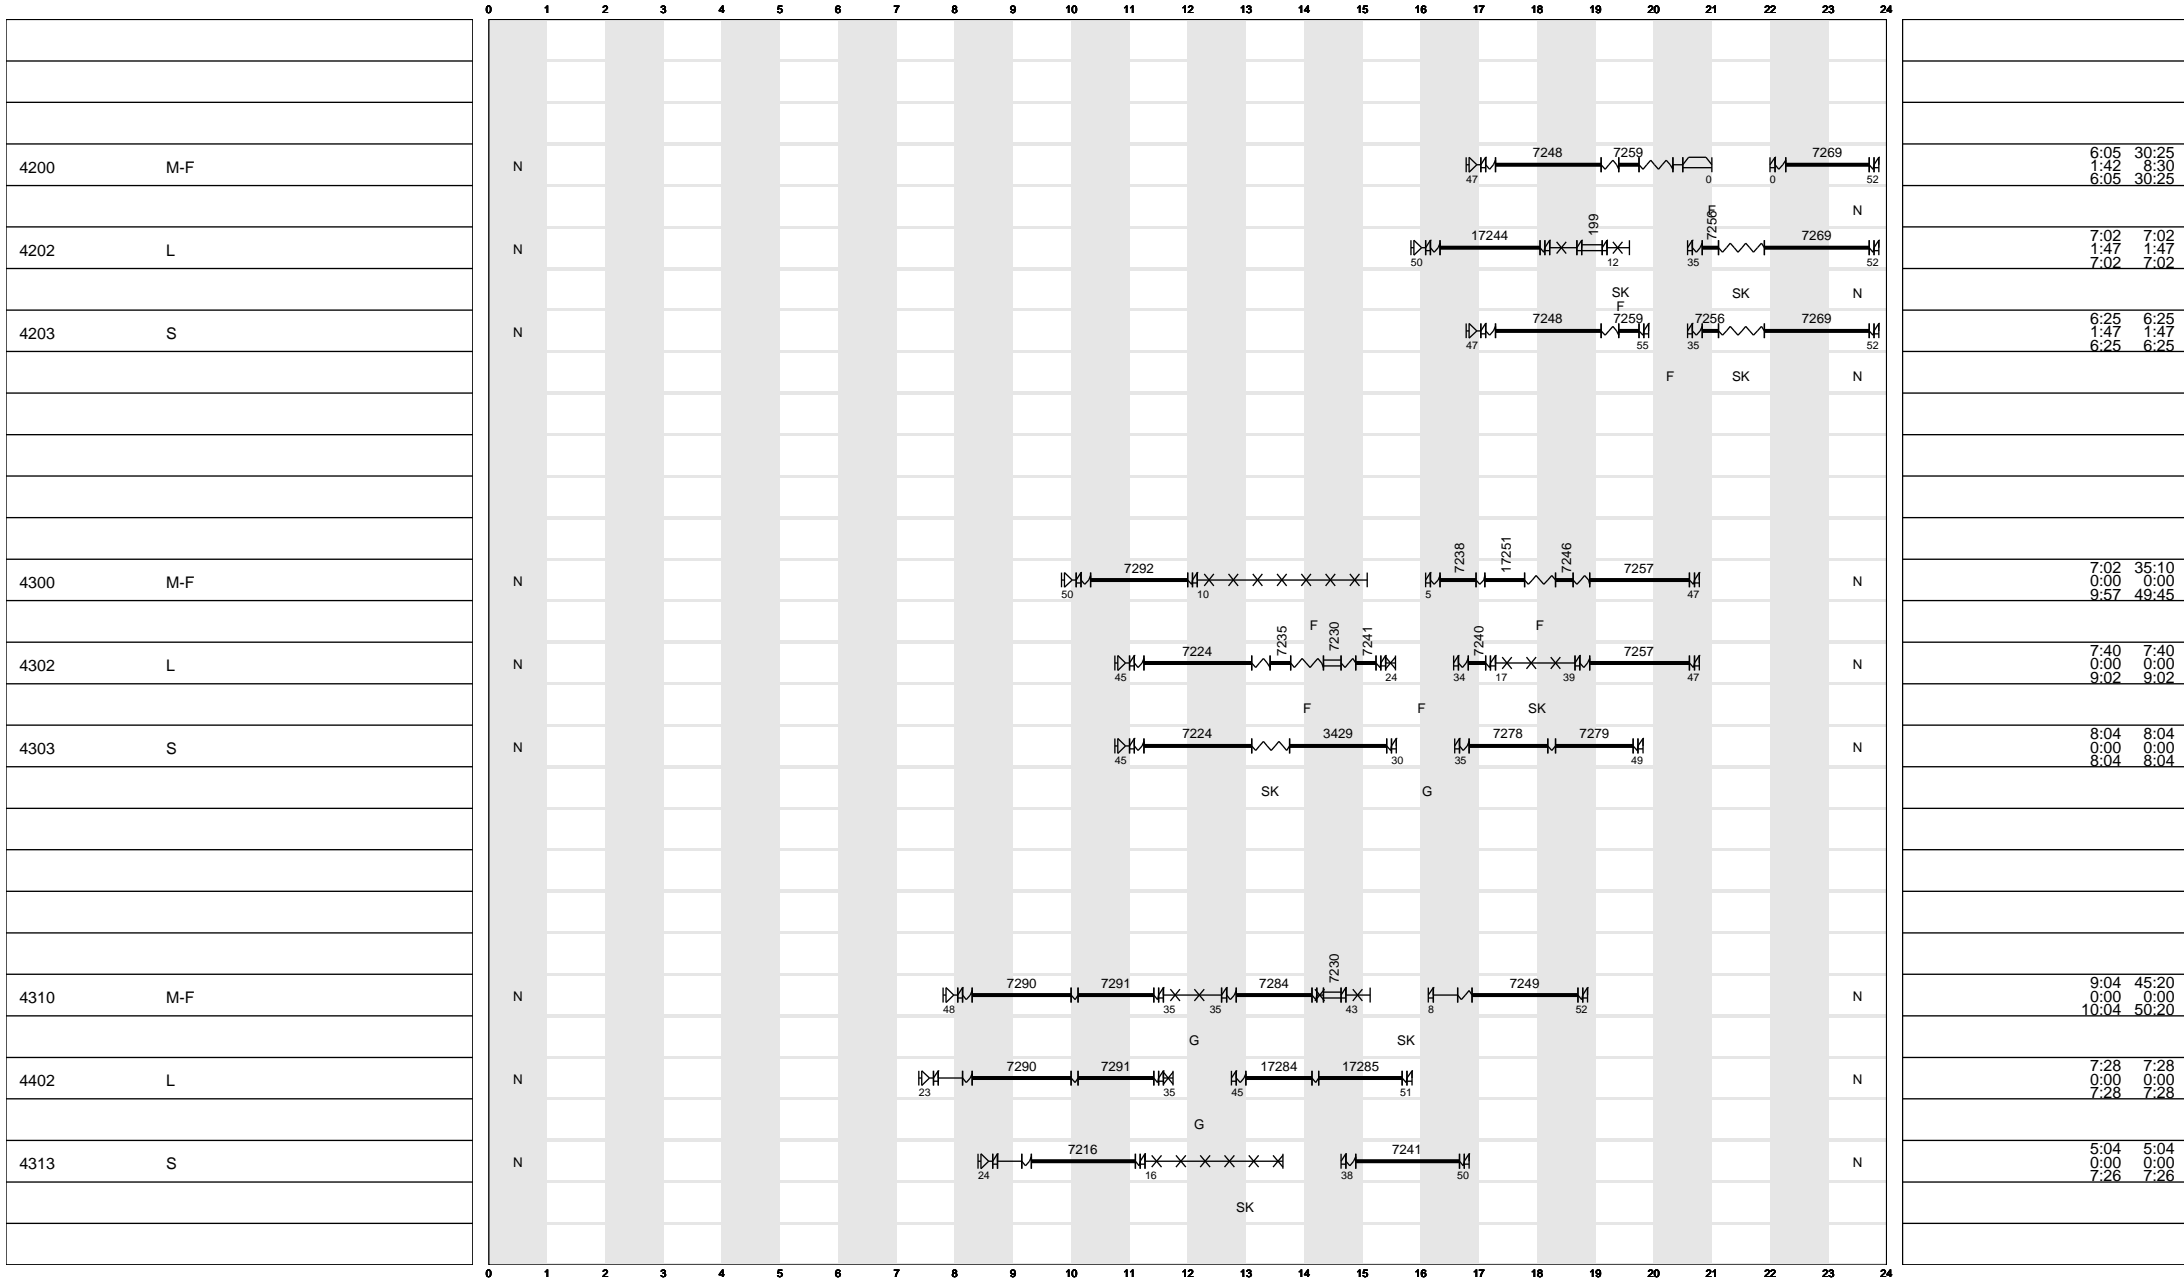 0 1 2 3 4 5 6 7 8 9 10 11 12 13 14 15 16 17 18 19 20 21 22 23 24
7248 7259 7269 6:05 30:25
4200 M-F N 1:42 8:30
47 0 0 52 6:05 30:25
F N
17244 199 7256 7269 7:02 7:02
4202 L N 1:47 1:47
50 12 35 52 7:02 7:02
SK SK N
F
7248 7259 7256 7269 6:25 6:25
4203 S N 1:47 1:47
47 55 35 52 6:25 6:25
F SK N
7292 7238 17251 7246 7257 7:02 35:10
4300 M-F N N 0:00 0:00
50 10 5 47 9:57 49:45
F F
7224 7235 7230 7241 7240 7257 7:40 7:40
4302 L N N 0:00 0:00
45 24 34 17 39 47 9:02 9:02
F F SK
7224 3429 7278 7279 8:04 8:04
4303 S N N 0:00 0:00
45 30 35 49 8:04 8:04
SK G
7290 7291 7284 7230 7249 9:04 45:20
4310 M-F N N 0:00 0:00
48 35 35 43 8 52 10:04 50:20
G SK
7290 7291 17284 17285 7:28 7:28
4402 L N N 0:00 0:00
23 35 45 51 7:28 7:28
G
7216 7241 5:04 5:04
4313 S N N 0:00 0:00
24 16 38 50 7:26 7:26
SK
0 1 2 3 4 5 6 7 8 9 10 11 12 13 14 15 16 17 18 19 20 21 22 23 24